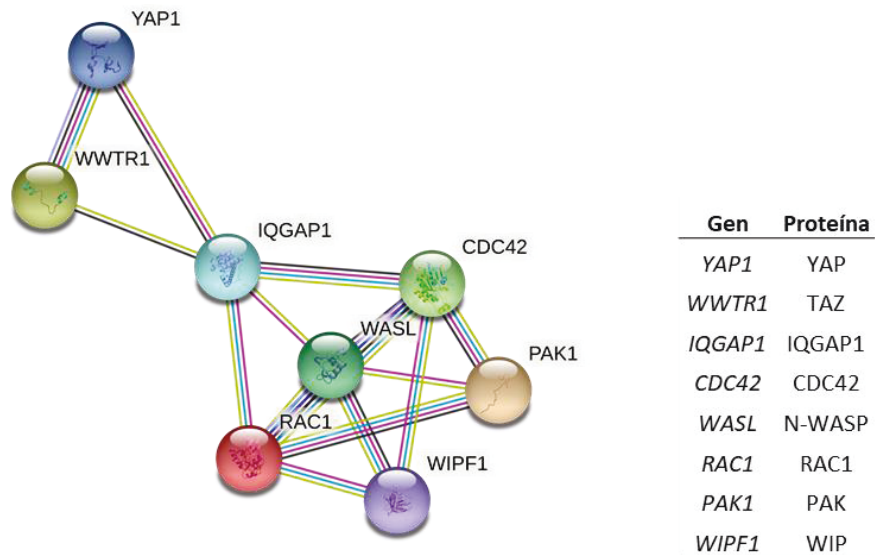 YAP1
WWTR1
IQGAP1
CDC42
WASL
PAK1
RAC1
WIPF1
Gen Proteína
YAP1 YAP
WWTR1 TAZ
IQGAP1 IQGAP1
CDC42 CDC42
WASL N-WASP
RAC1 RAC1
PAK1 PAK
WIPF1 WIP